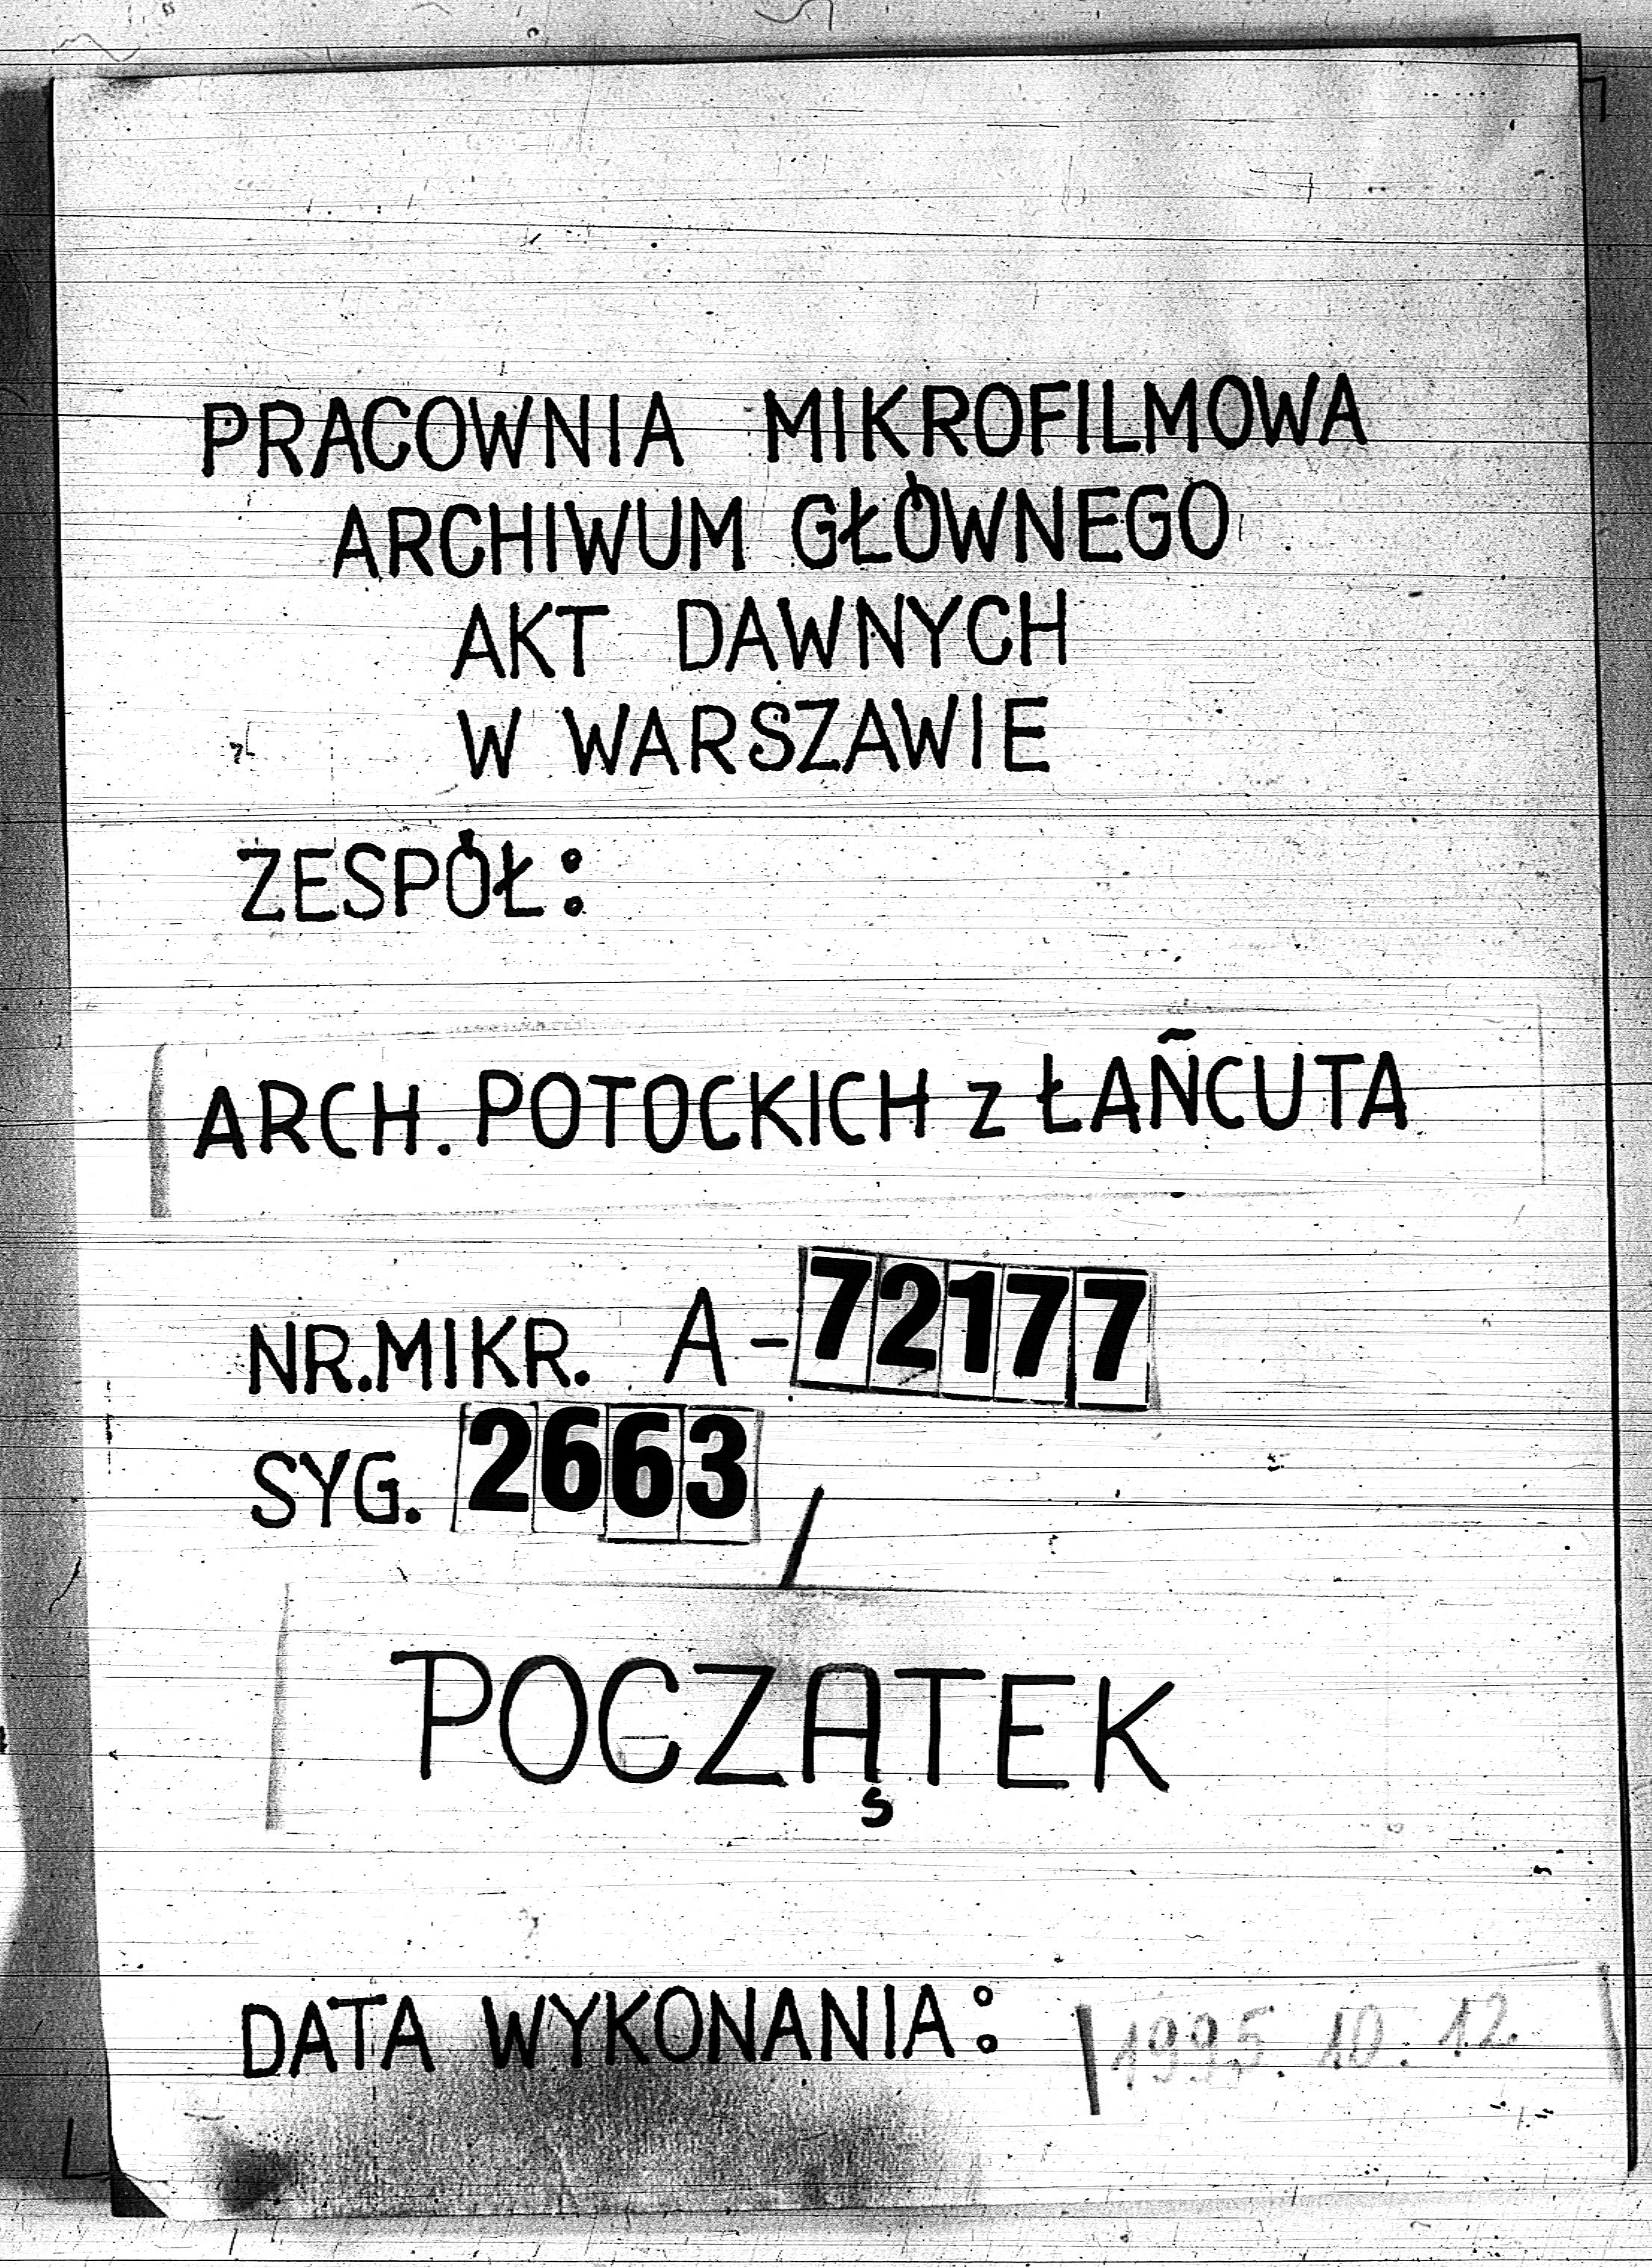 PRACOWNIA MIKROFILMOWA
ARCHIWUM GŁÓWNEGO
AKT DAWNYCH
W WARSZAWIE
ZESPÓŁ:
ARCH. POTOCKICH z ŁAŃCUTA
NR. MIKR. A-72177
SYG. 2663
POCZĄTEK
DATA WYKONANIA: 1995. 10. 12.